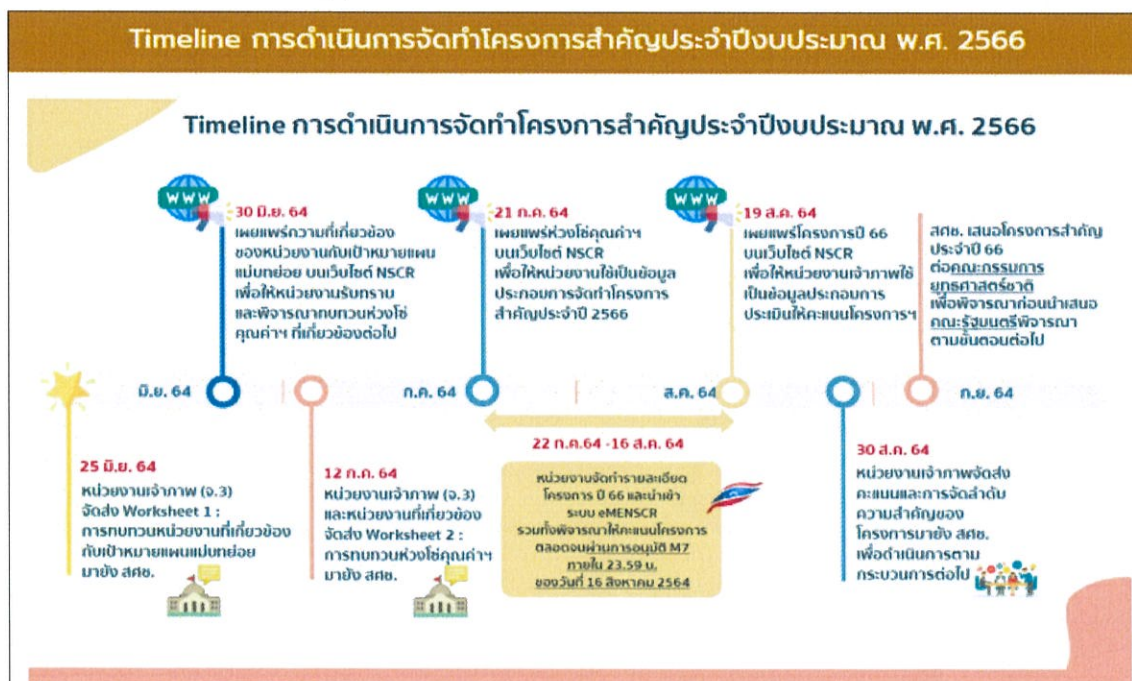 Timeline การดำเนินการจัดทำโครงการสำคัญประจำปีงบประมาณ พ.ศ. 2566
Timeline การดำเนินการจัดทำโครงการสำคัญประจำปีงบประมาณ พ.ศ. 2566
WWW
30 มิ.ย. 64
เผยแพร่ความที่เกี่ยวข้อง
ของหน่วยงานกับเป้าหมายแผน
แม่บทย่อย บนเว็บไซต์ NSCR
เพื่อให้หน่วยงานรับทราบ
และพิจารณาทบทวนห่วงโซ่
คุณค่าฯ ที่เกี่ยวข้องต่อไป
WWW
21 ก.ค. 64
เผยแพร่ห่วงโซ่คุณค่าฯ
บนเว็บไซต์ NSCR
เพื่อให้หน่วยงานใช้เป็นข้อมูล
ประกอบการจัดทำโครงการ
สำคัญประจำปี 2566
WWW
19 ส.ค. 64
เผยแพร่โครงการปี 66
บนเว็บไซต์ NSCR
เพื่อให้หน่วยงานเจ้าภาพใช้
เป็นข้อมูลประกอบการ
ประเมินให้คะแนนโครงการฯ
สศช. เสนอโครงการสำคัญ
ประจำปี 66
ต่อคณะกรรมการ
ยุทธศาสตร์ชาติ
เพื่อพิจารณาก่อนนำเสนอ
คณะรัฐมนตรีพิจารณา
ตามขั้นตอนต่อไป
มิ.ย. 64
ก.ค. 64
ส.ค. 64
ก.ย. 64
25 มิ.ย. 64
หน่วยงานเจ้าภาพ (จ.3)
จัดส่ง Worksheet 1 :
การทบทวนหน่วยงานที่เกี่ยวข้อง
กับเป้าหมายแผนแม่บทย่อย
มายัง สศช.
12 ก.ค. 64
หน่วยงานเจ้าภาพ (จ.3)
และหน่วยงานที่เกี่ยวข้อง
จัดส่ง Worksheet 2 :
การทบทวนห่วงโซ่คุณค่าฯ
มายัง สศช.
22 ก.ค.64 -16 ส.ค. 64
หน่วยงานจัดทำรายละเอียด
โครงการ ปี 66 และนำเข้า
ระบบ eMENSCR
รวมทั้งพิจารณาให้คะแนนโครงการ
ตลอดจนผ่านการอนุมัติ M7
ภายใน 23.59 น.
ของวันที่ 16 สิงหาคม 2564
30 ส.ค. 64
หน่วยงานเจ้าภาพจัดส่ง
คะแนนและการจัดลำดับ
ความสำคัญของ
โครงการมายัง สศช.
เพื่อดำเนินการตาม
กระบวนการต่อไป